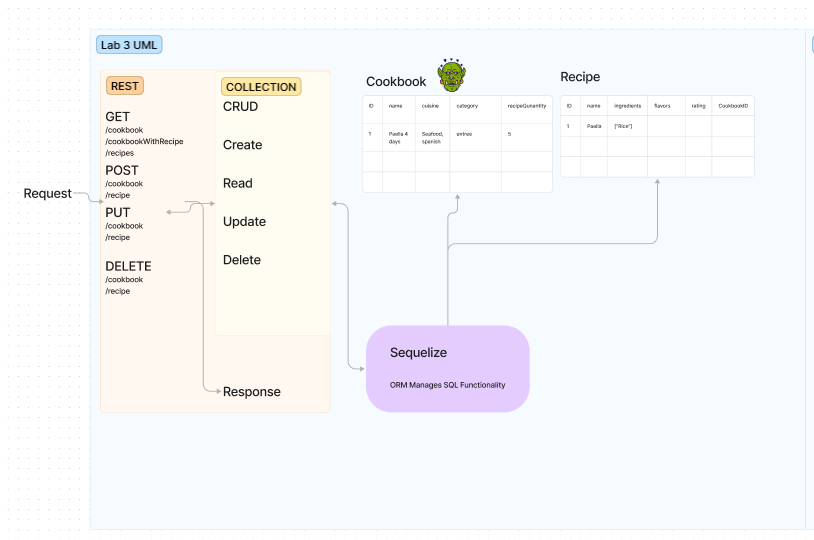 Lab 3 UML
REST
GET
/cookbook
/cookbookWithRecipe
/recipes
POST
/cookbook
/recipe
PUT
/cookbook
/recipe
DELETE
/cookbook
/recipe
Request
COLLECTION
CRUD
Create
Read
Update
Delete
Response
Cookbook
ID name cuisine category recipeQunantity
1 Paella 4 days Seafood, spanish entree 5
Recipe
ID name ingredients flavors rating CookbookID
1 Paella ["Rice"]
Sequelize
ORM Manages SQL Functionality